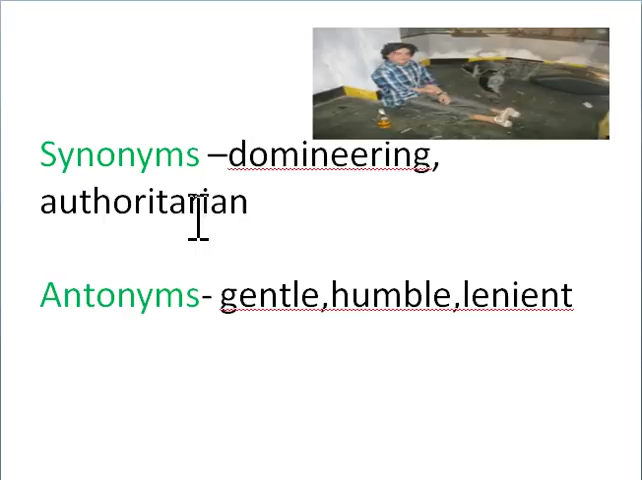 Synonyms –domineering,
authoritarian
Antonyms- gentle,humble,lenient